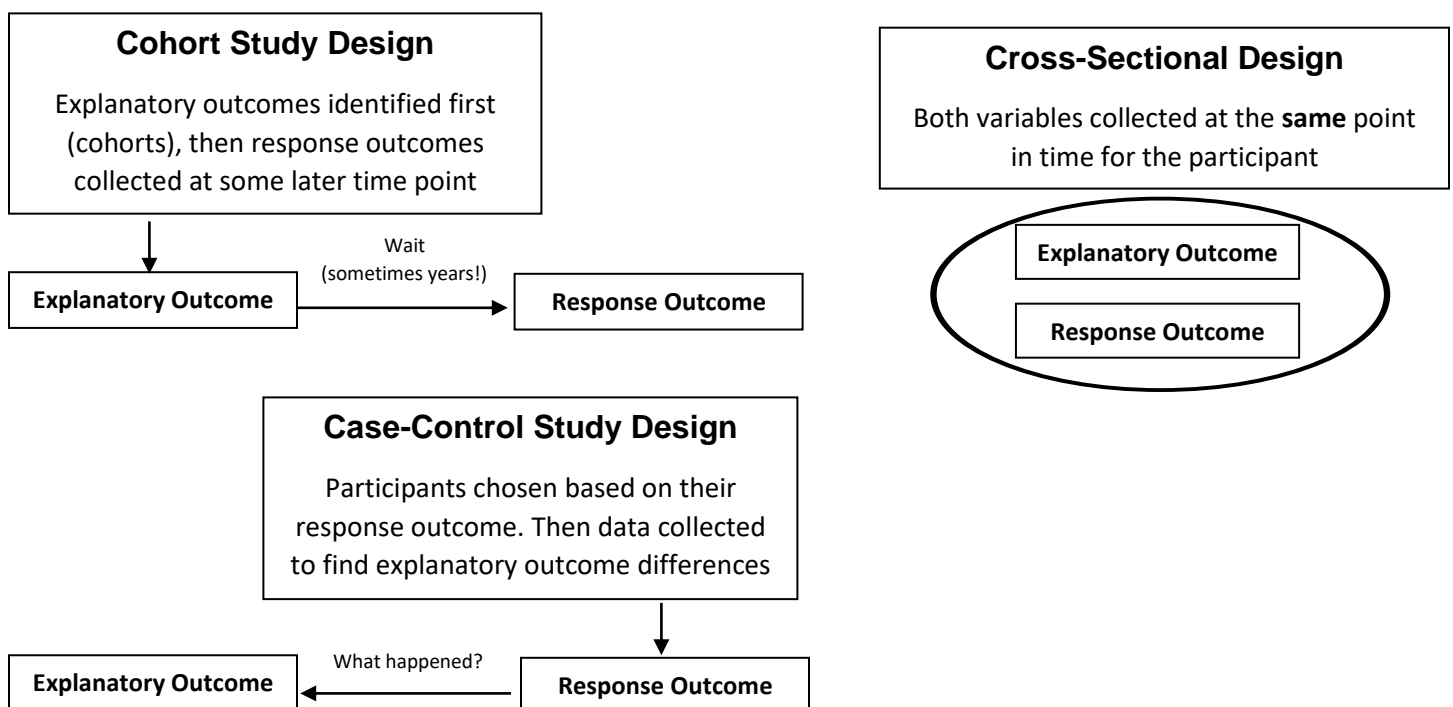 Cohort Study Design
Explanatory outcomes identified first
(cohorts), then response outcomes
collected at some later time point
Wait
(sometimes years!)
Explanatory Outcome
Response Outcome
Cross-Sectional Design
Both variables collected at the same point
in time for the participant
Explanatory Outcome
Response Outcome
Case-Control Study Design
Participants chosen based on their
response outcome. Then data collected
to find explanatory outcome differences
What happened?
Explanatory Outcome
Response Outcome